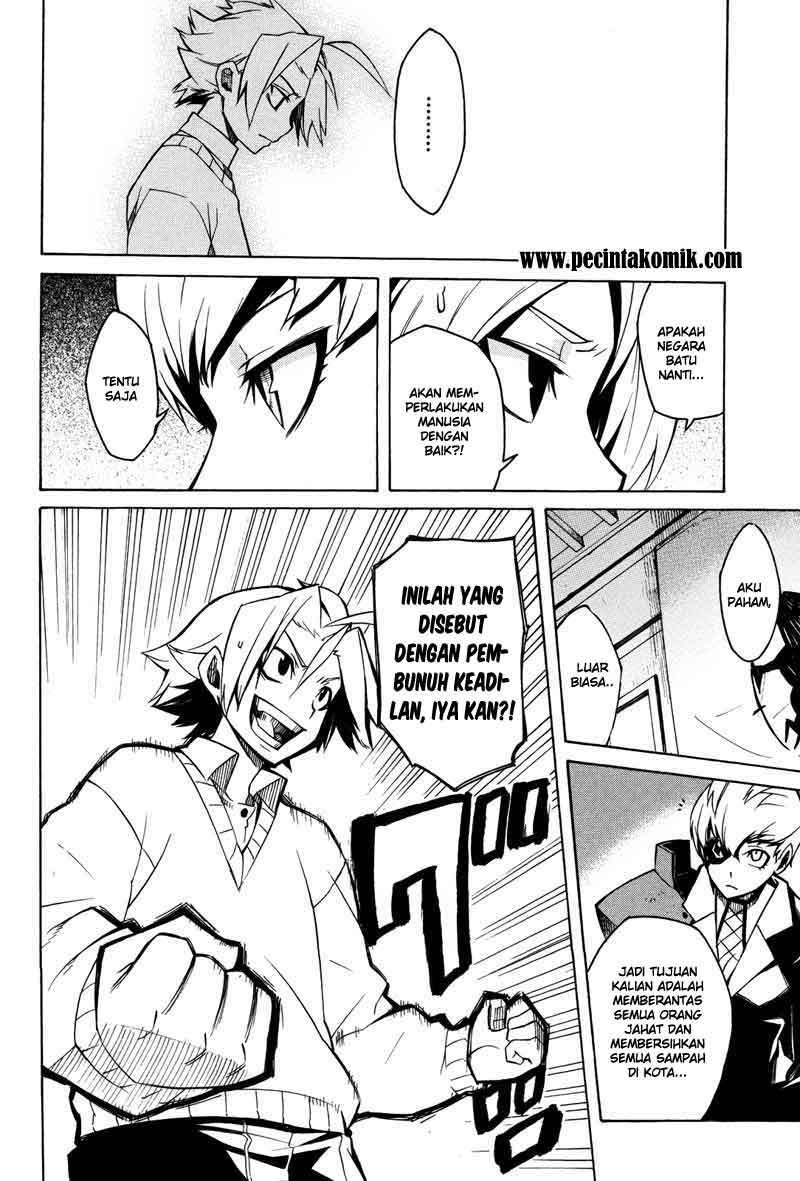 .........
www.pecintakomik.com
APAKAH
NEGARA
BATU
NANTI...
AKAN MEM-
PERLAKUKAN
MANUSIA
DENGAN
BAIK?!
TENTU
SAJA
AKU
PAHAM,
LUAR
BIASA..
JADI TUJUAN
KALIAN ADALAH
MEMBERANTAS
SEMUA ORANG
JAHAT DAN
MEMBERSIHKAN
SEMUA SAMPAH
DI KOTA...
INILAH YANG
DISEBUT
DENGAN PEM-
BUNUH KEADI-
LAN, IYA KAN?!